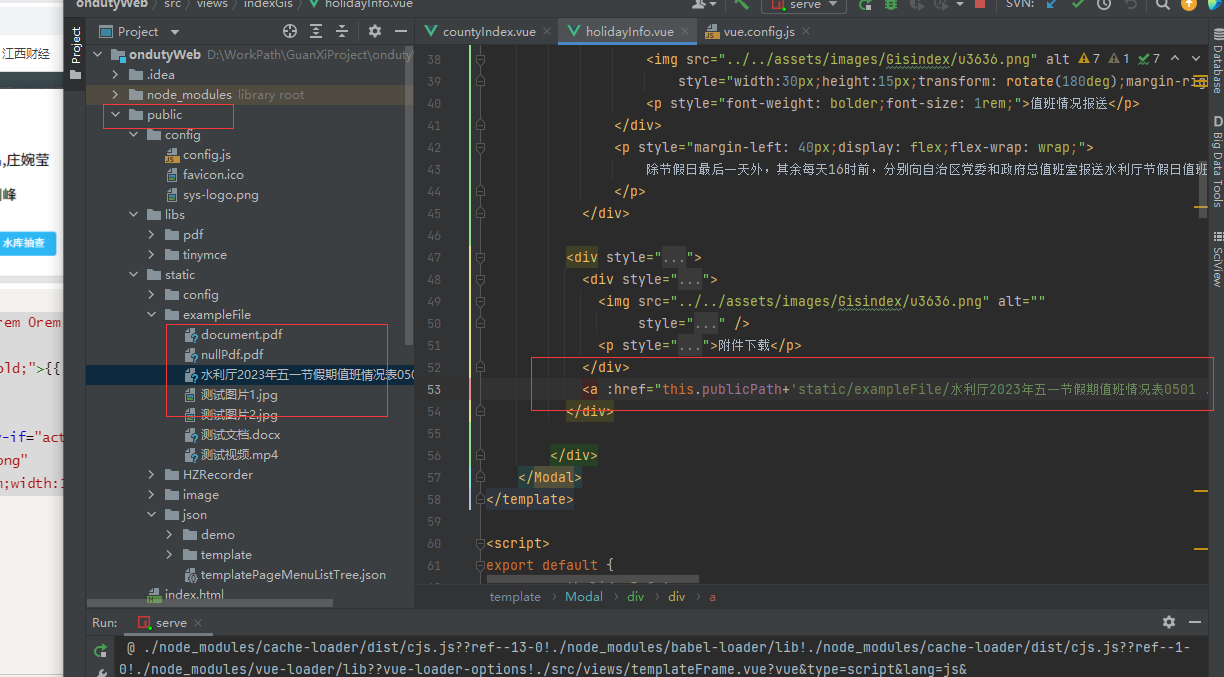 ondutyWeb › src › views › indexGis › holidayInfo.vue
serve
SVN:
Project
countyIndex.vue
holidayInfo.vue
vue.config.js
江西财经
,庄婉莹
峰
水库抽查
rem Orem
old;">{{
-if="act
ong"
;width:1
Project
ondutyWeb D:\WorkPath\GuanXiProject\onduty
.idea
node_modules library root
public
config
config.js
favicon.ico
sys-logo.png
libs
pdf
tinymce
static
config
exampleFile
document.pdf
nullPdf.pdf
水利厅2023年五一节假期值班情况表050
测试图片1.jpg
测试图片2.jpg
测试文档.docx
测试视频.mp4
HZRecorder
image
json
demo
template
templatePageMenuListTree.json
index.html
38 <img src="../../assets/images/Gisindex/u3636.png" alt
7 1 7
39 style="width:30px;height:15px;transform: rotate(180deg);margin-rig
40 <p style="font-weight: bolder;font-size: 1rem;">值班情况报送</p>
41 </div>
42 <p style="margin-left: 40px;display: flex;flex-wrap: wrap;">
43 除节假日最后一天外，其余每天16时前，分别向自治区党委和政府总值班室报送水利厅节假日值班
44 </p>
45 </div>
46
47 <div style="...">
48 <div style="...">
49 <img src="../../assets/images/Gisindex/u3636.png" alt=""
50 style="..." />
51 <p style="...">附件下载</p>
52 </div>
53 <a :href="this.publicPath+'static/exampleFile/水利厅2023年五一节假期值班情况表0501 .
54 </div>
55
56 </div>
57 </Modal>
58 </template>
59
60 <script>
61 export default {
template › Modal › div › div › a
Database
Big Data Tools
SciView
Run: serve
@ ./node_modules/cache-loader/dist/cjs.js??ref--13-0!./node_modules/babel-loader/lib!./node_modules/cache-loader/dist/cjs.js??ref--1-
0!./node_modules/vue-loader/lib??vue-loader-options!./src/views/templateFrame.vue?vue&type=script&lang=js&